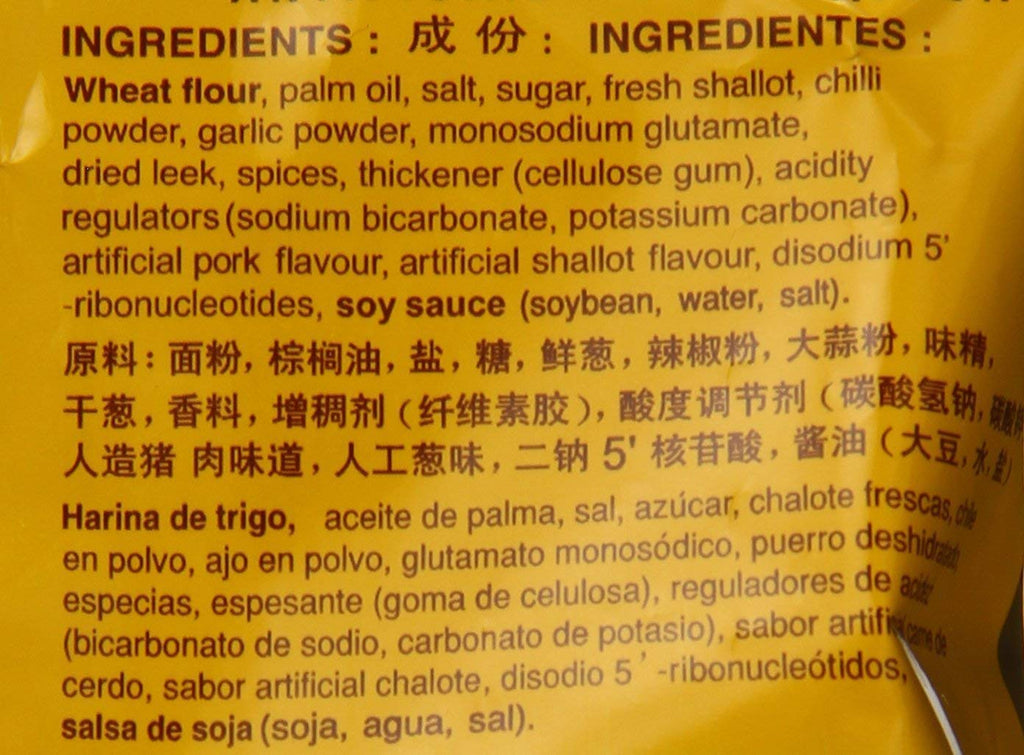 INGREDIENTS : 成 份 : INGREDIENTES :
Wheat flour, palm oil, salt, sugar, fresh shallot, chilli
powder, garlic powder, monosodium glutamate,
dried leek, spices, thickener (cellulose gum), acidity
regulators (sodium bicarbonate, potassium carbonate),
artificial pork flavour, artificial shallot flavour, disodium 5'
-ribonucleotides, soy sauce (soybean, water, salt).
原料：面粉，棕榈油，盐，糖，鲜葱，辣椒粉，大蒜粉，味精，
干葱，香料，增稠剂（纤维素胶），酸度调节剂（碳酸氢钠，
人造猪 肉味道，人工葱味，二钠 5' 核苷酸，酱油（大豆，水，盐）
Harina de trigo, aceite de palma, sal, azúcar, chalote frescas, chile
en polvo, ajo en polvo, glutamato monosódico, puerro deshidratado
especias, espesante (goma de celulosa), reguladores de acidez
(bicarbonato de sodio, carbonato de potasio), sabor artificial carne de
cerdo, sabor artificial chalote, disodio 5 ' -ribonucleótidos,
salsa de soja (soja, agua, sal).